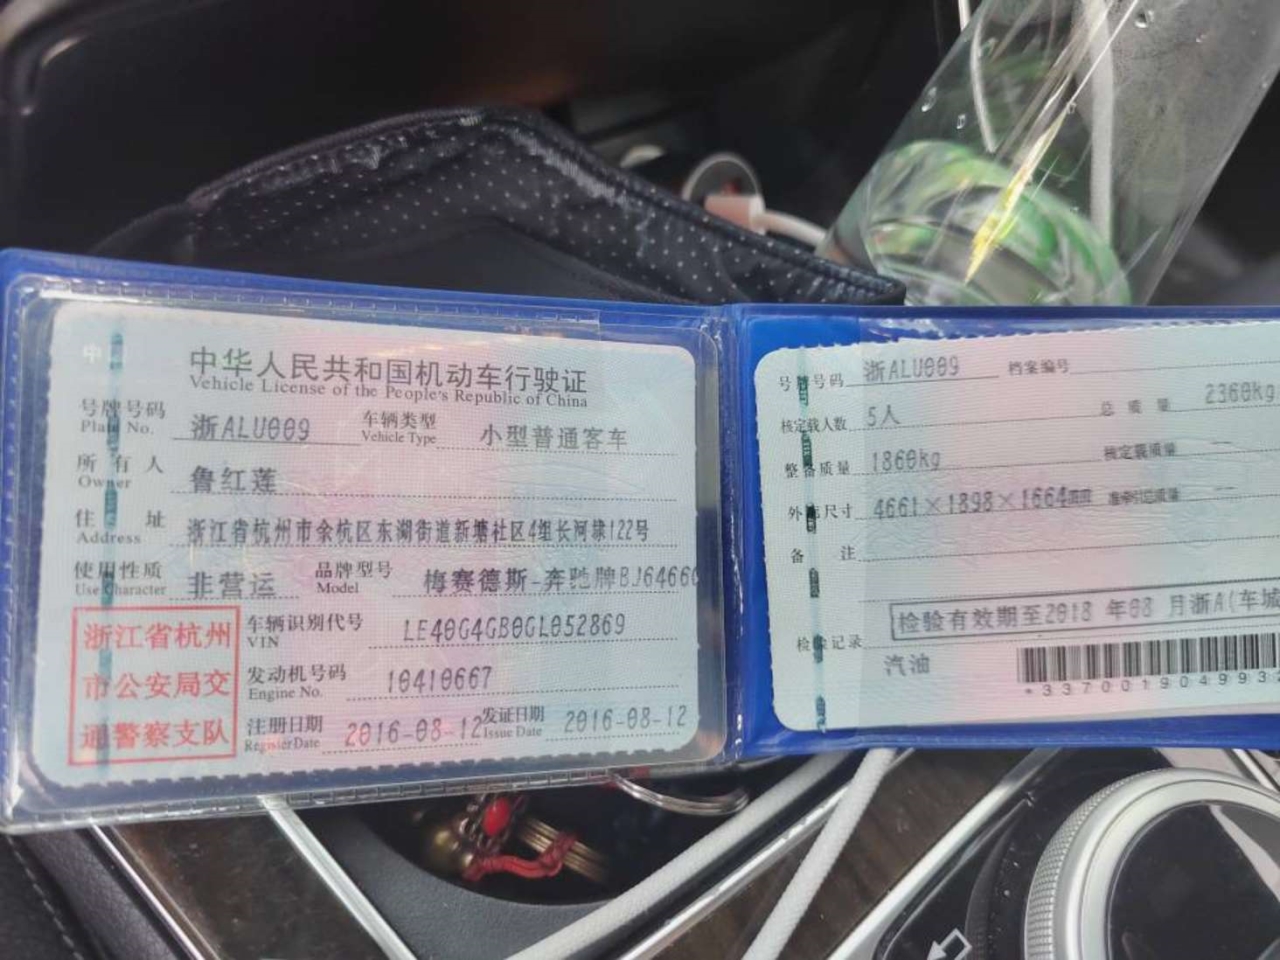 中华人民共和国机动车行驶证
Vehicle License of the People's Republic of China
号牌号码 浙ALU009 车辆类型 小型普通客车
Plate No. Vehicle Type
所有人 鲁红莲
Owner
住址 浙江省杭州市余杭区东湖街道新塘社区4组长河埭122号
Address
使用性质 非营运 品牌型号 梅赛德斯-奔驰牌BJ6466
Use Character Model
浙江省杭州
市公安局交
通警察支队
车辆识别代号 LE40G4GB0GL052869
VIN
发动机号码 10410667
Engine No.
注册日期 2016-08-12 发证日期 2016-08-12
Register Date Issue Date
号牌号码 浙ALU009 档案编号
核定载人数 5人 总质量 2360kg
整备质量 1860kg 核定载质量 --
外廓尺寸 4661×1898×1664mm 准牵引总质量 --
备注
检验有效期至2018年08月浙A(车城
检验记录
汽油
*3370019049932